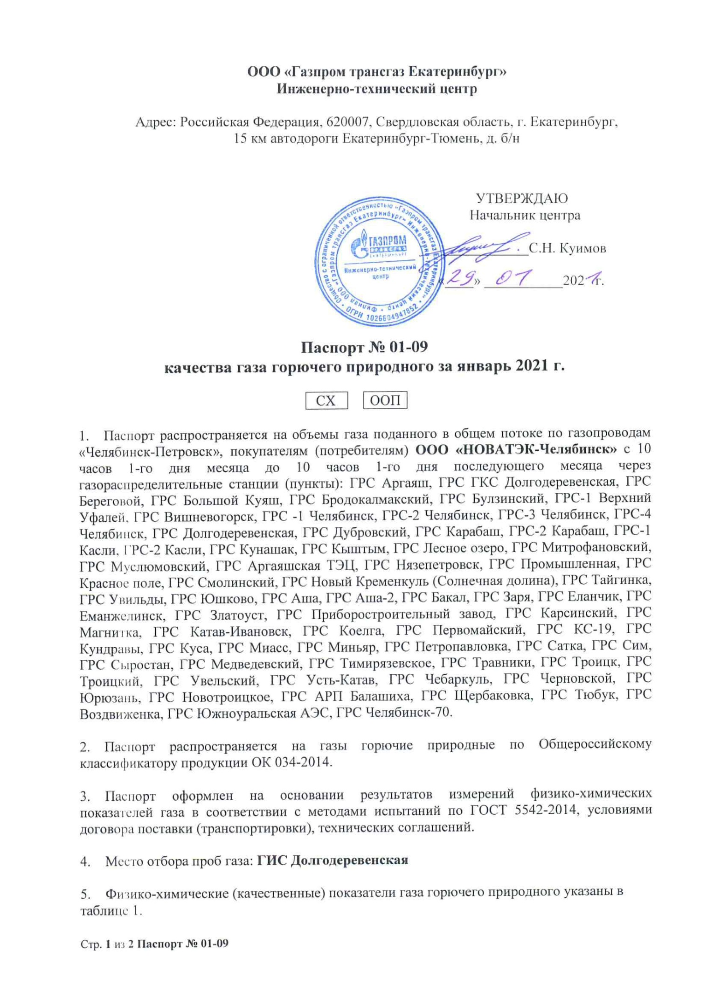 ООО «Газпром трансгаз Екатеринбург»
Инженерно-технический центр
Адрес: Российская Федерация, 620007, Свердловская область, г. Екатеринбург,
15 км автодороги Екатеринбург-Тюмень, д. б/н
УТВЕРЖДАЮ
Начальник центра
С.Н. Куимов
«29» 01 2021 г.
Общество с ограниченной ответственностью «Газпром трансгаз Екатеринбург» • ОГРН 1026604947852 •
Филиал ООО «Газпром трансгаз Екатеринбург» Инженерно-технический центр •
ГАЗПРОМ
ТРАНСГАЗ
ЕКАТЕРИНБУРГ
Инженерно-технический
центр
Паспорт № 01-09
качества газа горючего природного за январь 2021 г.
СХ ООП
1. Паспорт распространяется на объемы газа поданного в общем потоке по газопроводам
«Челябинск-Петровск», покупателям (потребителям) ООО «НОВАТЭК-Челябинск» с 10
часов 1-го дня месяца до 10 часов 1-го дня последующего месяца через
газораспределительные станции (пункты): ГРС Аргаяш, ГРС ГКС Долгодеревенская, ГРС
Береговой, ГРС Большой Куяш, ГРС Бродокалмакский, ГРС Булзинский, ГРС-1 Верхний
Уфалей, ГРС Вишневогорск, ГРС -1 Челябинск, ГРС-2 Челябинск, ГРС-3 Челябинск, ГРС-4
Челябинск, ГРС Долгодеревенская, ГРС Дубровский, ГРС Карабаш, ГРС-2 Карабаш, ГРС-1
Касли, ГРС-2 Касли, ГРС Кунашак, ГРС Кыштым, ГРС Лесное озеро, ГРС Митрофановский,
ГРС Муслюмовский, ГРС Аргаяшская ТЭЦ, ГРС Нязепетровск, ГРС Промышленная, ГРС
Красное поле, ГРС Смолинский, ГРС Новый Кременкуль (Солнечная долина), ГРС Тайгинка,
ГРС Увильды, ГРС Юшково, ГРС Аша, ГРС Аша-2, ГРС Бакал, ГРС Заря, ГРС Еланчик, ГРС
Еманжелинск, ГРС Златоуст, ГРС Приборостроительный завод, ГРС Карсинский, ГРС
Магнитка, ГРС Катав-Ивановск, ГРС Коелга, ГРС Первомайский, ГРС КС-19, ГРС
Кундравы, ГРС Куса, ГРС Миасс, ГРС Миньяр, ГРС Петропавловка, ГРС Сатка, ГРС Сим,
ГРС Сыростан, ГРС Медведевский, ГРС Тимирязевское, ГРС Травники, ГРС Троицк, ГРС
Троицкий, ГРС Увельский, ГРС Усть-Катав, ГРС Чебаркуль, ГРС Черновской, ГРС
Юрюзань, ГРС Новотроицкое, ГРС АРП Балашиха, ГРС Щербаковка, ГРС Тюбук, ГРС
Воздвиженка, ГРС Южноуральская АЭС, ГРС Челябинск-70.
2. Паспорт распространяется на газы горючие природные по Общероссийскому
классификатору продукции ОК 034-2014.
3. Паспорт оформлен на основании результатов измерений физико-химических
показателей газа в соответствии с методами испытаний по ГОСТ 5542-2014, условиями
договора поставки (транспортировки), технических соглашений.
4. Место отбора проб газа: ГИС Долгодеревенская
5. Физико-химические (качественные) показатели газа горючего природного указаны в
таблице 1.
Стр. 1 из 2 Паспорт № 01-09